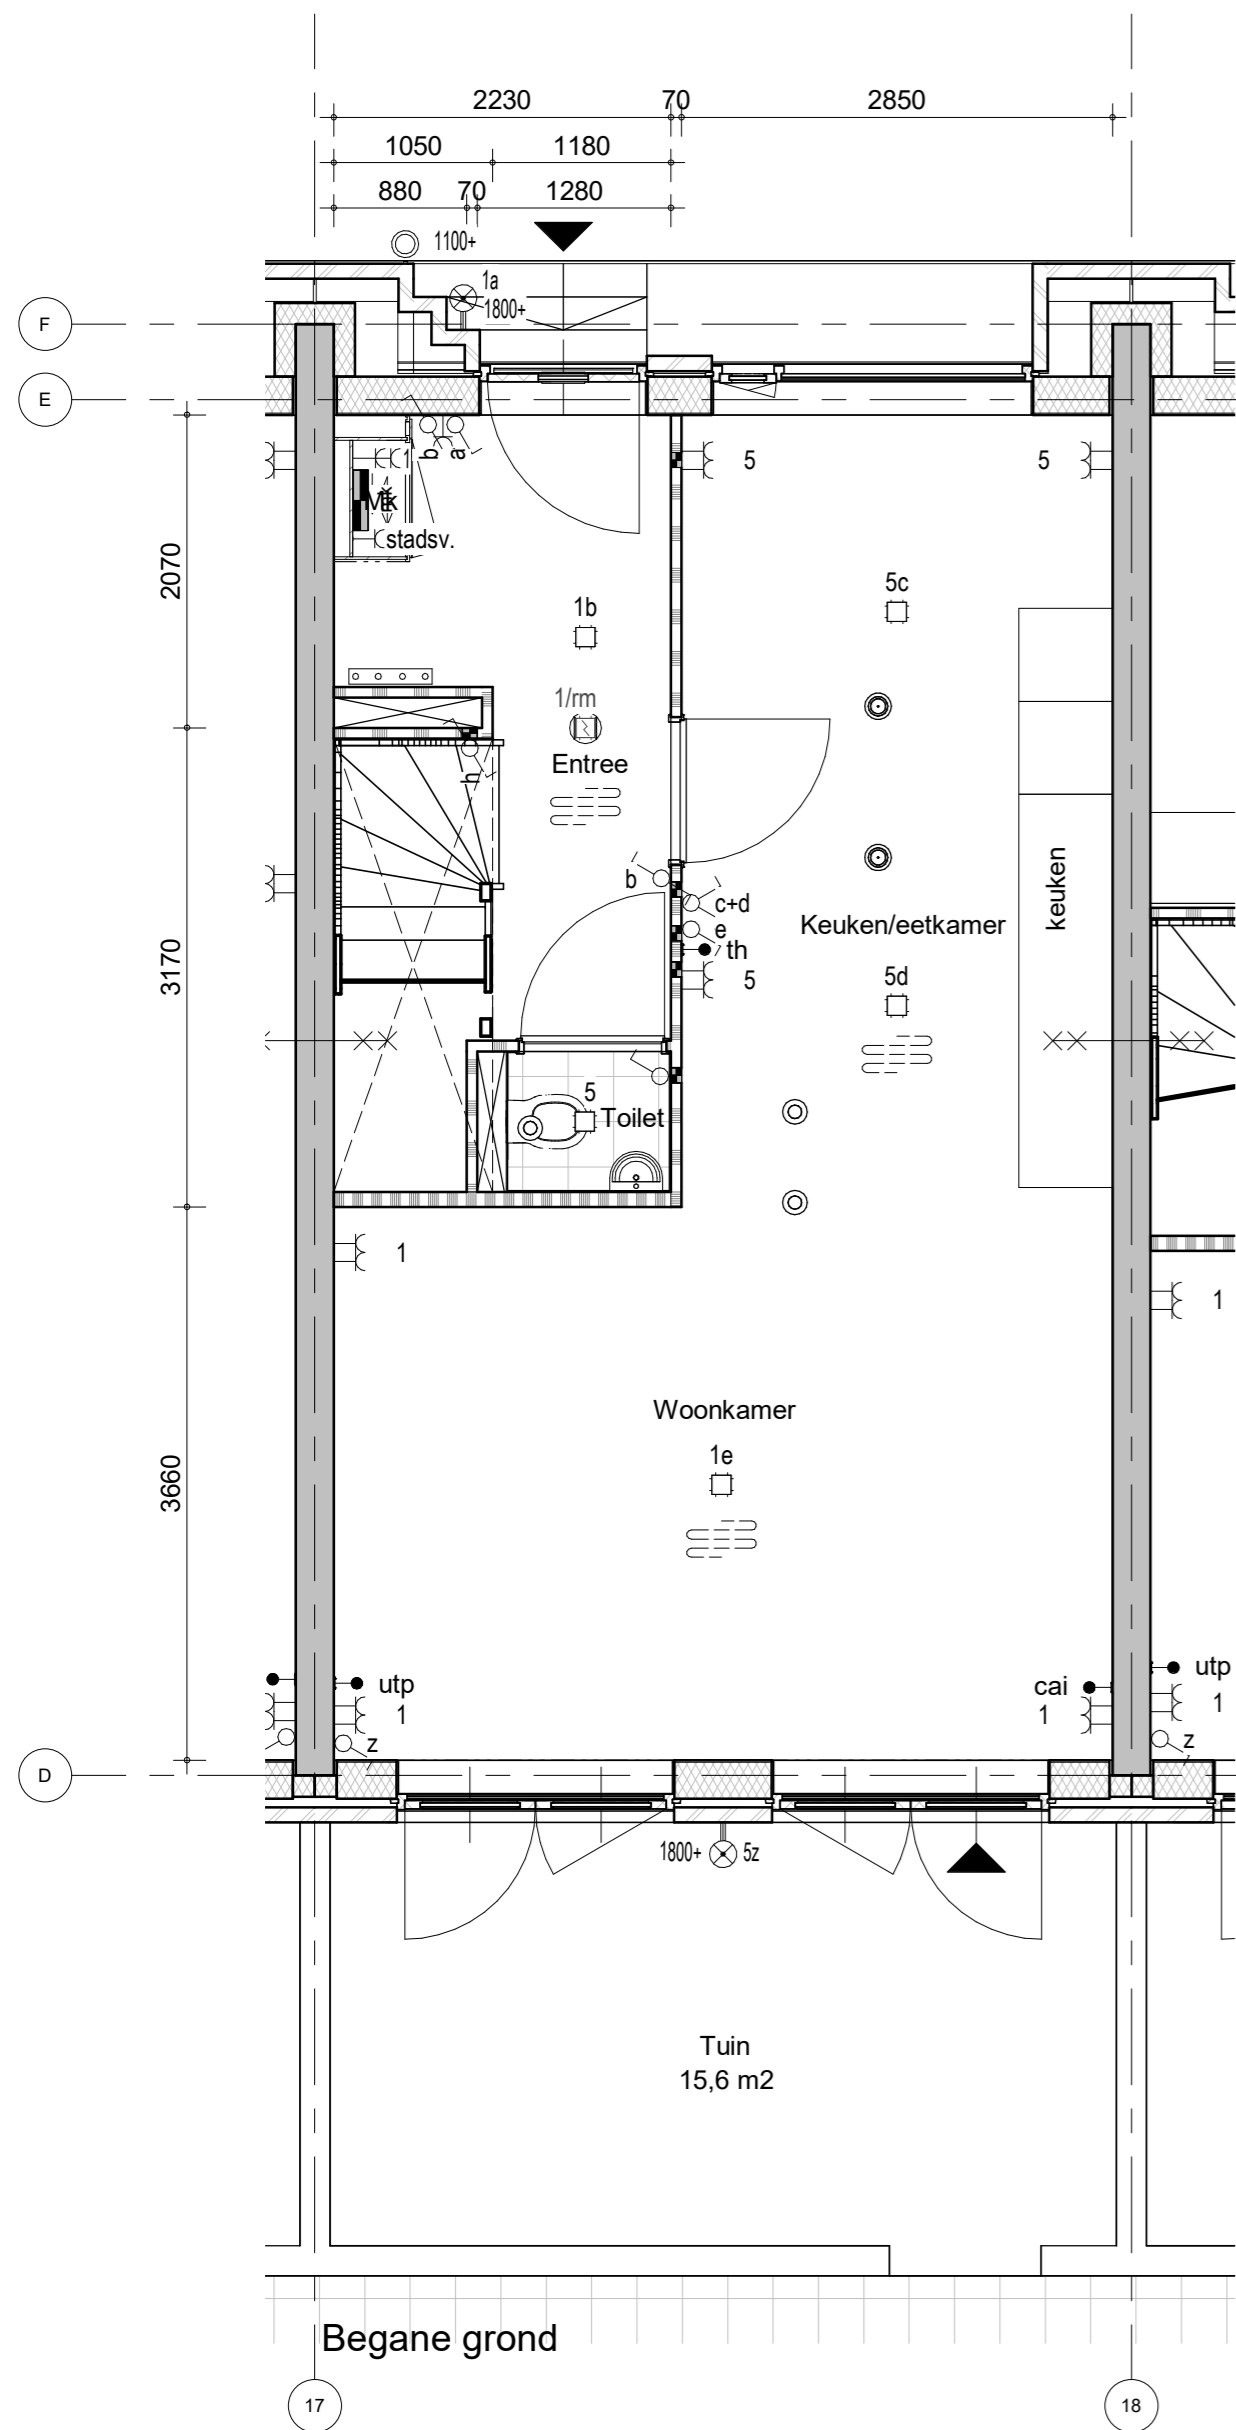 2230 70 2850
1050 1180
880 70 1280
1100+
1a
1800+
F
E
b a
1
5 5
Mk
stadsv.
2070
1b
5c
1/rm
Entree
h
b
c+d
e
th
5
Keuken/eetkamer
keuken
3170
5d
5
Toilet
1
1
Woonkamer
1e
3660
utp
1
z
cai
1
utp
1
z
D
1800+ 5z
Tuin
15,6 m2
Begane grond
17 18